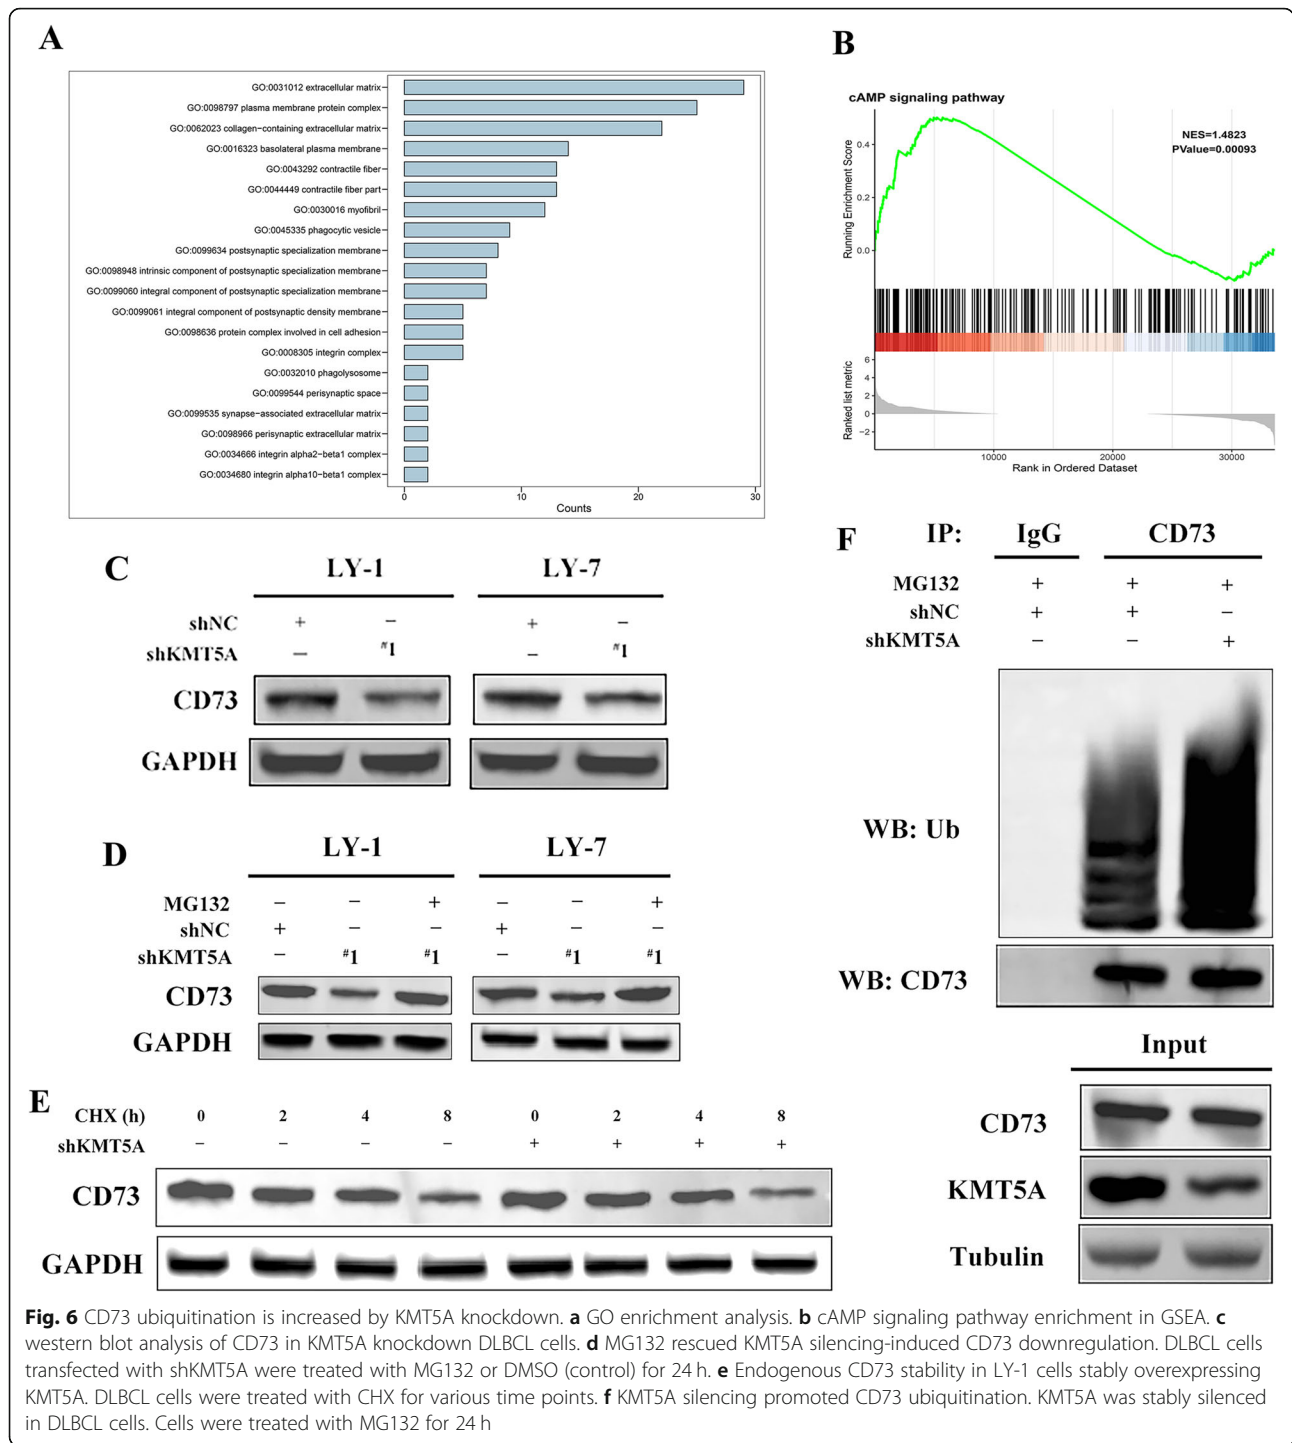 A
GO:0031012 extracellular matrix
GO:0098797 plasma membrane protein complex
GO:0062023 collagen−containing extracellular matrix
GO:0016323 basolateral plasma membrane
GO:0043292 contractile fiber
GO:0044449 contractile fiber part
GO:0030016 myofibril
GO:0045335 phagocytic vesicle
GO:0099634 postsynaptic specialization membrane
GO:0098948 intrinsic component of postsynaptic specialization membrane
GO:0099060 integral component of postsynaptic specialization membrane
GO:0099061 integral component of postsynaptic density membrane
GO:0098636 protein complex involved in cell adhesion
GO:0008305 integrin complex
GO:0032010 phagolysosome
GO:0099544 perisynaptic space
GO:0099535 synapse−associated extracellular matrix
GO:0098966 perisynaptic extracellular matrix
GO:0034666 integrin alpha2−beta1 complex
GO:0034680 integrin alpha10−beta1 complex
0 10 20 30
Counts
B
cAMP signaling pathway
NES=1.4823
PValue=0.00093
Running Enrichment Score
0.4
0.2
0.0
Ranked list metric
6
4
2
0
−2
10000 20000 30000
Rank in Ordered Dataset
C
LY-1 LY-7
shNC + − + −
shKMT5A − #1 − #1
CD73
GAPDH
D
LY-1 LY-7
MG132 − − + − − +
shNC + − − + − −
shKMT5A − #1 #1 − #1 #1
CD73
GAPDH
E
CHX (h) 0 2 4 8 0 2 4 8
shKMT5A − − − − + + + +
CD73
GAPDH
F
IP: IgG CD73
MG132 + + +
shNC + + −
shKMT5A − − +
WB: Ub
WB: CD73
Input
CD73
KMT5A
Tubulin
Fig. 6 CD73 ubiquitination is increased by KMT5A knockdown. a GO enrichment analysis. b cAMP signaling pathway enrichment in GSEA. c
western blot analysis of CD73 in KMT5A knockdown DLBCL cells. d MG132 rescued KMT5A silencing-induced CD73 downregulation. DLBCL cells
transfected with shKMT5A were treated with MG132 or DMSO (control) for 24 h. e Endogenous CD73 stability in LY-1 cells stably overexpressing
KMT5A. DLBCL cells were treated with CHX for various time points. f KMT5A silencing promoted CD73 ubiquitination. KMT5A was stably silenced
in DLBCL cells. Cells were treated with MG132 for 24 h